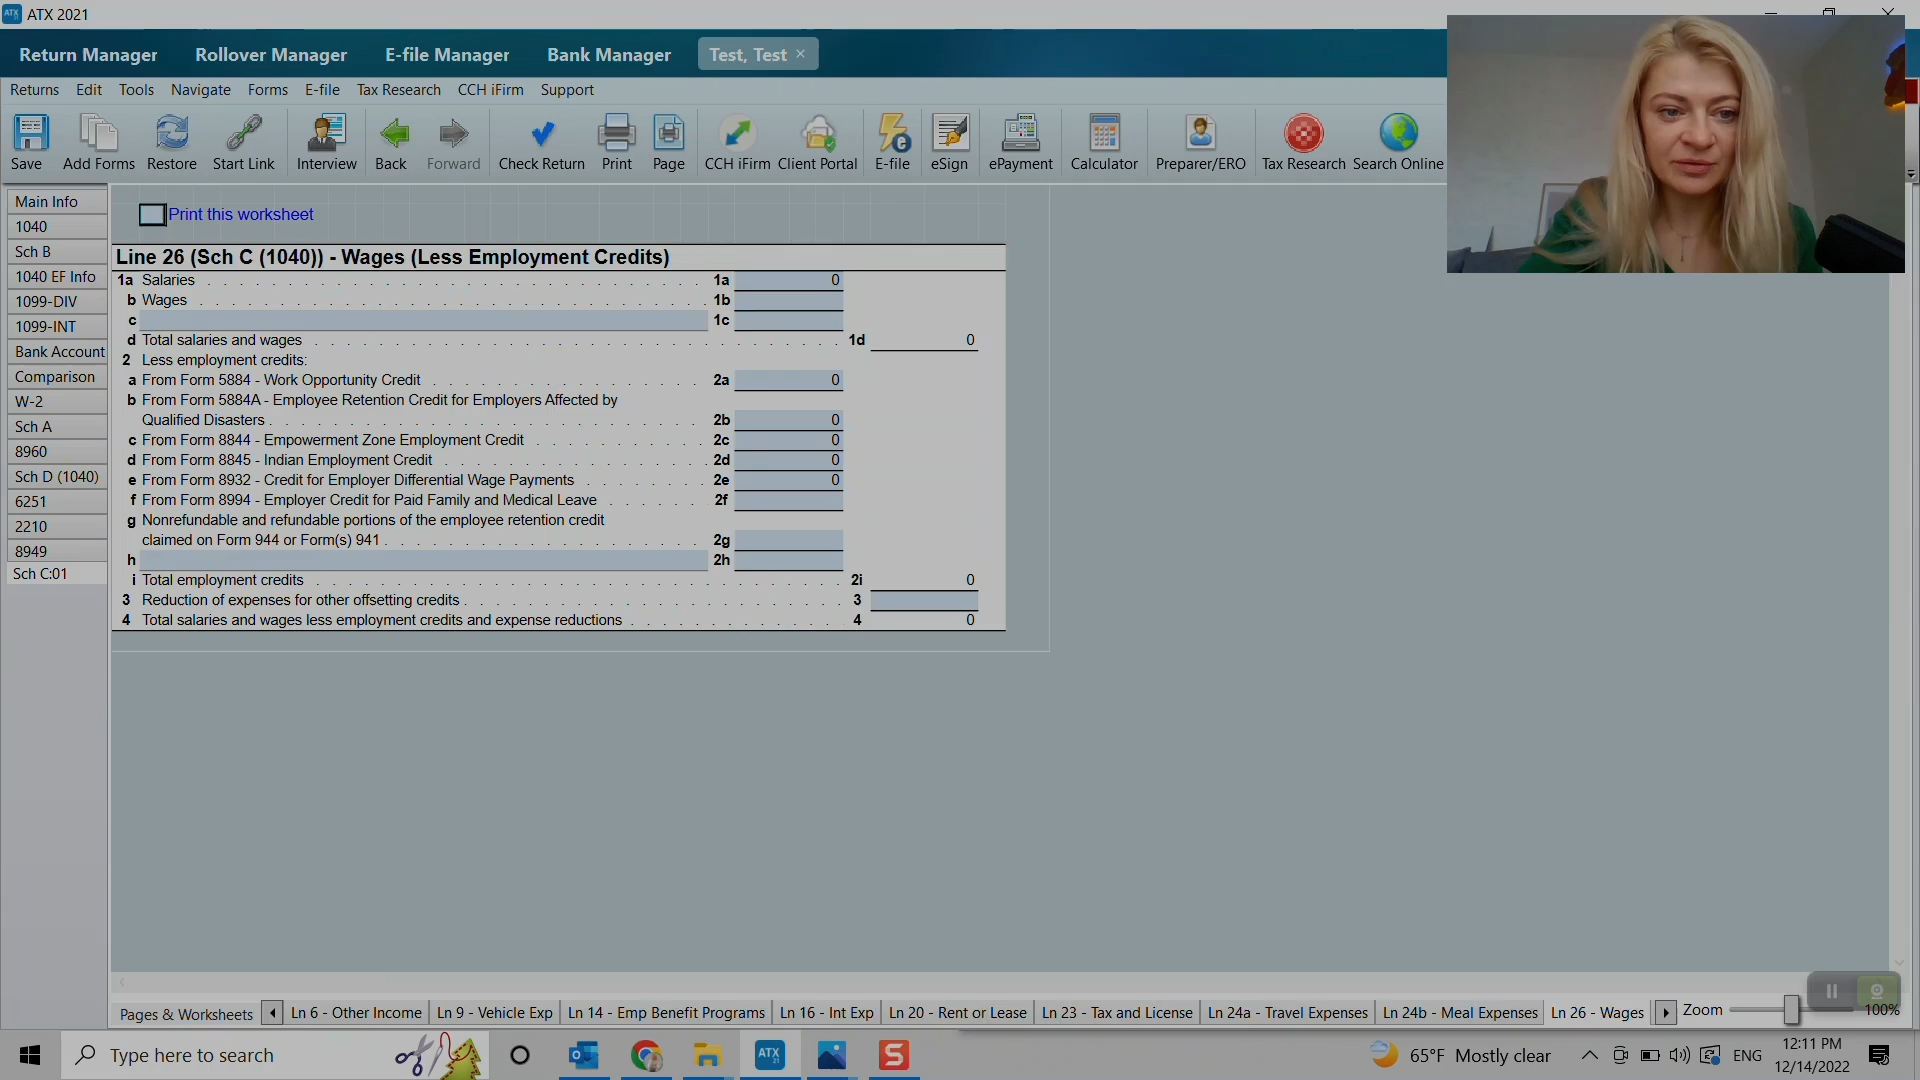 ATX 2021
Return Manager Rollover Manager E-file Manager Bank Manager Test, Test ×
Returns Edit Tools Navigate Forms E-file Tax Research CCH iFirm Support
Save Add Forms Restore Start Link Interview Back Forward Check Return Print Page CCH iFirm Client Portal E-file eSign ePayment Calculator Preparer/ERO Tax Research Search Online
Main Info
1040
Sch B
1040 EF Info
1099-DIV
1099-INT
Bank Account
Comparison
W-2
Sch A
8960
Sch D (1040)
6251
2210
8949
Sch C:01
Print this worksheet
Line 26 (Sch C (1040)) - Wages (Less Employment Credits)
1a Salaries 1a 0
b Wages 1b
c 1c
d Total salaries and wages 1d 0
2 Less employment credits:
a From Form 5884 - Work Opportunity Credit 2a 0
b From Form 5884A - Employee Retention Credit for Employers Affected by
Qualified Disasters 2b 0
c From Form 8844 - Empowerment Zone Employment Credit 2c 0
d From Form 8845 - Indian Employment Credit 2d 0
e From Form 8932 - Credit for Employer Differential Wage Payments 2e 0
f From Form 8994 - Employer Credit for Paid Family and Medical Leave 2f
g Nonrefundable and refundable portions of the employee retention credit
claimed on Form 944 or Form(s) 941 2g
h 2h
i Total employment credits 2i 0
3 Reduction of expenses for other offsetting credits 3
4 Total salaries and wages less employment credits and expense reductions 4 0
Pages & Worksheets Ln 6 - Other Income Ln 9 - Vehicle Exp Ln 14 - Emp Benefit Programs Ln 16 - Int Exp Ln 20 - Rent or Lease Ln 23 - Tax and License Ln 24a - Travel Expenses Ln 24b - Meal Expenses Ln 26 - Wages Zoom 100%
Type here to search
ATX
21
S
65°F Mostly clear
ENG
12:11 PM
12/14/2022